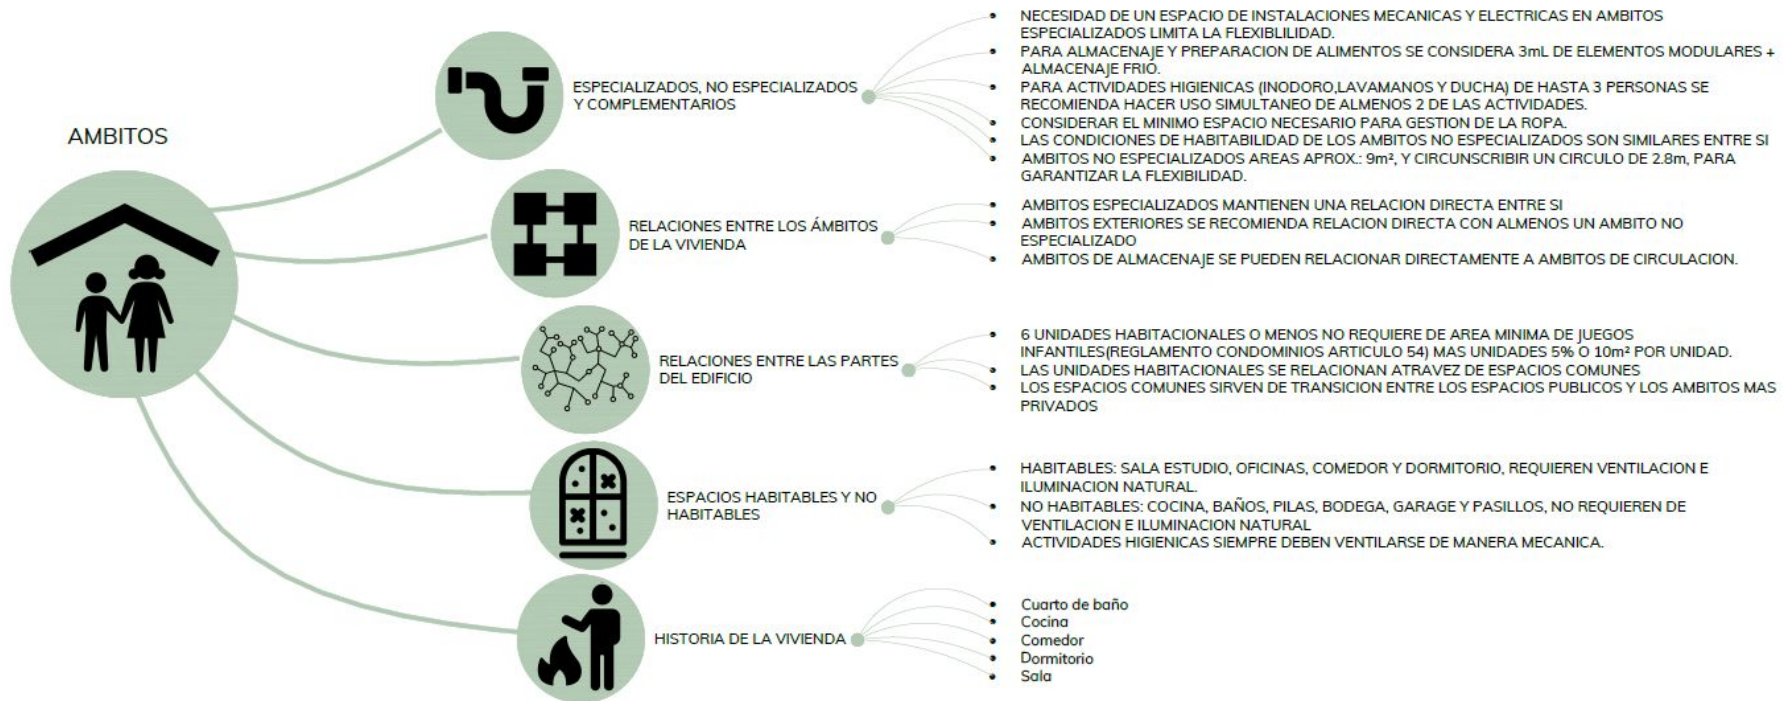 AMBITOS
ESPECIALIZADOS, NO ESPECIALIZADOS
Y COMPLEMENTARIOS
• NECESIDAD DE UN ESPACIO DE INSTALACIONES MECANICAS Y ELECTRICAS EN AMBITOS
ESPECIALIZADOS LIMITA LA FLEXIBLILIDAD.
• PARA ALMACENAJE Y PREPARACION DE ALIMENTOS SE CONSIDERA 3mL DE ELEMENTOS MODULARES +
ALMACENAJE FRIO.
• PARA ACTIVIDADES HIGIENICAS (INODORO,LAVAMANOS Y DUCHA) DE HASTA 3 PERSONAS SE
RECOMIENDA HACER USO SIMULTANEO DE ALMENOS 2 DE LAS ACTIVIDADES.
• CONSIDERAR EL MINIMO ESPACIO NECESARIO PARA GESTION DE LA ROPA.
• LAS CONDICIONES DE HABITABILIDAD DE LOS AMBITOS NO ESPECIALIZADOS SON SIMILARES ENTRE SI
• AMBITOS NO ESPECIALIZADOS AREAS APROX.: 9m², Y CIRCUNSCRIBIR UN CIRCULO DE 2.8m, PARA
GARANTIZAR LA FLEXIBILIDAD.
RELACIONES ENTRE LOS ÁMBITOS
DE LA VIVIENDA
• AMBITOS ESPECIALIZADOS MANTIENEN UNA RELACION DIRECTA ENTRE SI
• AMBITOS EXTERIORES SE RECOMIENDA RELACION DIRECTA CON ALMENOS UN AMBITO NO
ESPECIALIZADO
• AMBITOS DE ALMACENAJE SE PUEDEN RELACIONAR DIRECTAMENTE A AMBITOS DE CIRCULACION.
RELACIONES ENTRE LAS PARTES
DEL EDIFICIO
• 6 UNIDADES HABITACIONALES O MENOS NO REQUIERE DE AREA MINIMA DE JUEGOS
INFANTILES(REGLAMENTO CONDOMINIOS ARTICULO 54) MAS UNIDADES 5% O 10m² POR UNIDAD.
• LAS UNIDADES HABITACIONALES SE RELACIONAN ATRAVEZ DE ESPACIOS COMUNES
• LOS ESPACIOS COMUNES SIRVEN DE TRANSICION ENTRE LOS ESPACIOS PUBLICOS Y LOS AMBITOS MAS
PRIVADOS
ESPACIOS HABITABLES Y NO
HABITABLES
• HABITABLES: SALA ESTUDIO, OFICINAS, COMEDOR Y DORMITORIO, REQUIEREN VENTILACION E
ILUMINACION NATURAL.
• NO HABITABLES: COCINA, BAÑOS, PILAS, BODEGA, GARAGE Y PASILLOS, NO REQUIEREN DE
VENTILACION E ILUMINACION NATURAL
• ACTIVIDADES HIGIENICAS SIEMPRE DEBEN VENTILARSE DE MANERA MECANICA.
HISTORIA DE LA VIVIENDA
• Cuarto de baño
• Cocina
• Comedor
• Dormitorio
• Sala